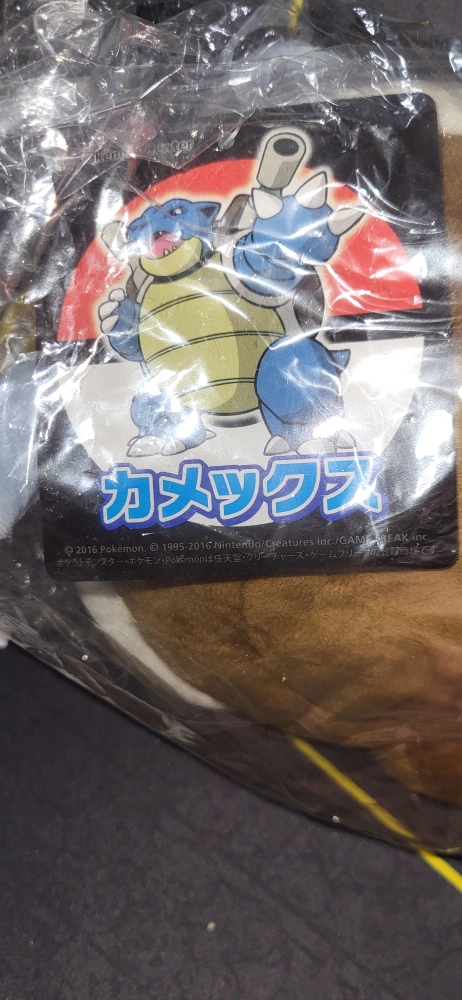 カメックス
© 2016 Pokémon. © 1995-2016 Nintendo/Creatures Inc./GAME FREAK inc.
ポケットモンスター・ポケモン・Pokémonは任天堂・クリーチャーズ・ゲームフリークの登録商標です